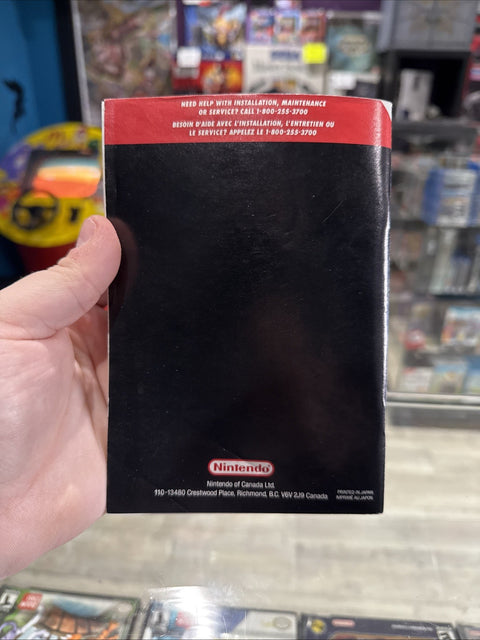 NEED HELP WITH INSTALLATION, MAINTENANCE
OR SERVICE? CALL 1-800-255-3700
BESOIN D'AIDE AVEC L'INSTALLATION, L'ENTRETIEN OU
LE SERVICE? APPELEZ LE 1-800-255-3700
Nintendo
Nintendo of Canada Ltd.
110-13480 Crestwood Place, Richmond, B.C. V6V 2J9 Canada
PRINTED IN JAPAN
IMPRIMÉ AU JAPON